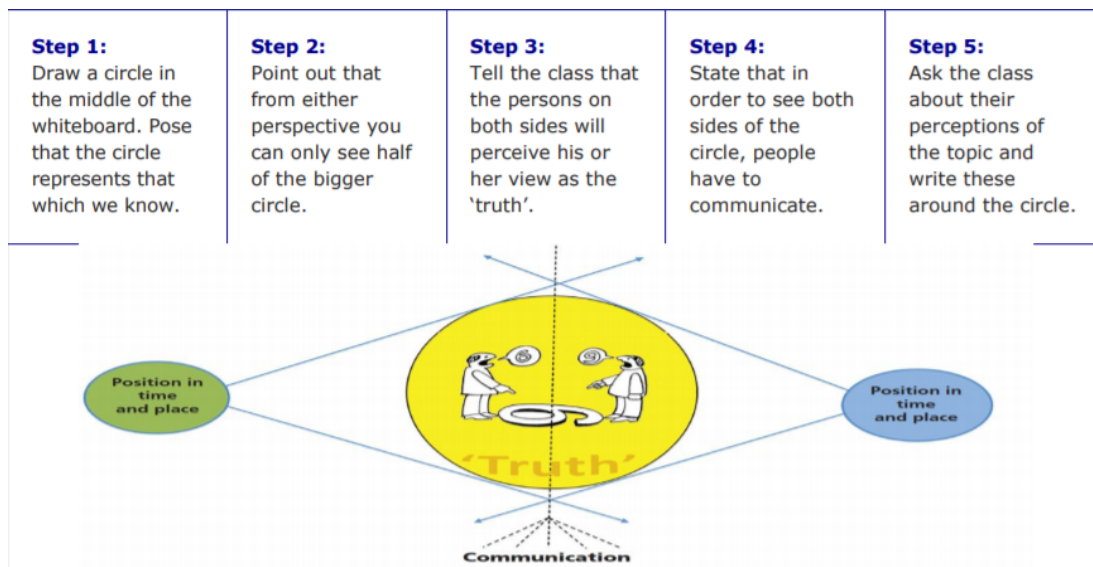 Step 1:
Draw a circle in
the middle of the
whiteboard. Pose
that the circle
represents that
which we know.
Step 2:
Point out that
from either
perspective you
can only see half
of the bigger
circle.
Step 3:
Tell the class that
the persons on
both sides will
perceive his or
her view as the
‘truth’.
Step 4:
State that in
order to see both
sides of the
circle, people
have to
communicate.
Step 5:
Ask the class
about their
perceptions of
the topic and
write these
around the circle.
Position in
time
and place
6
9
'Truth'
Position in
time
and place
Communication